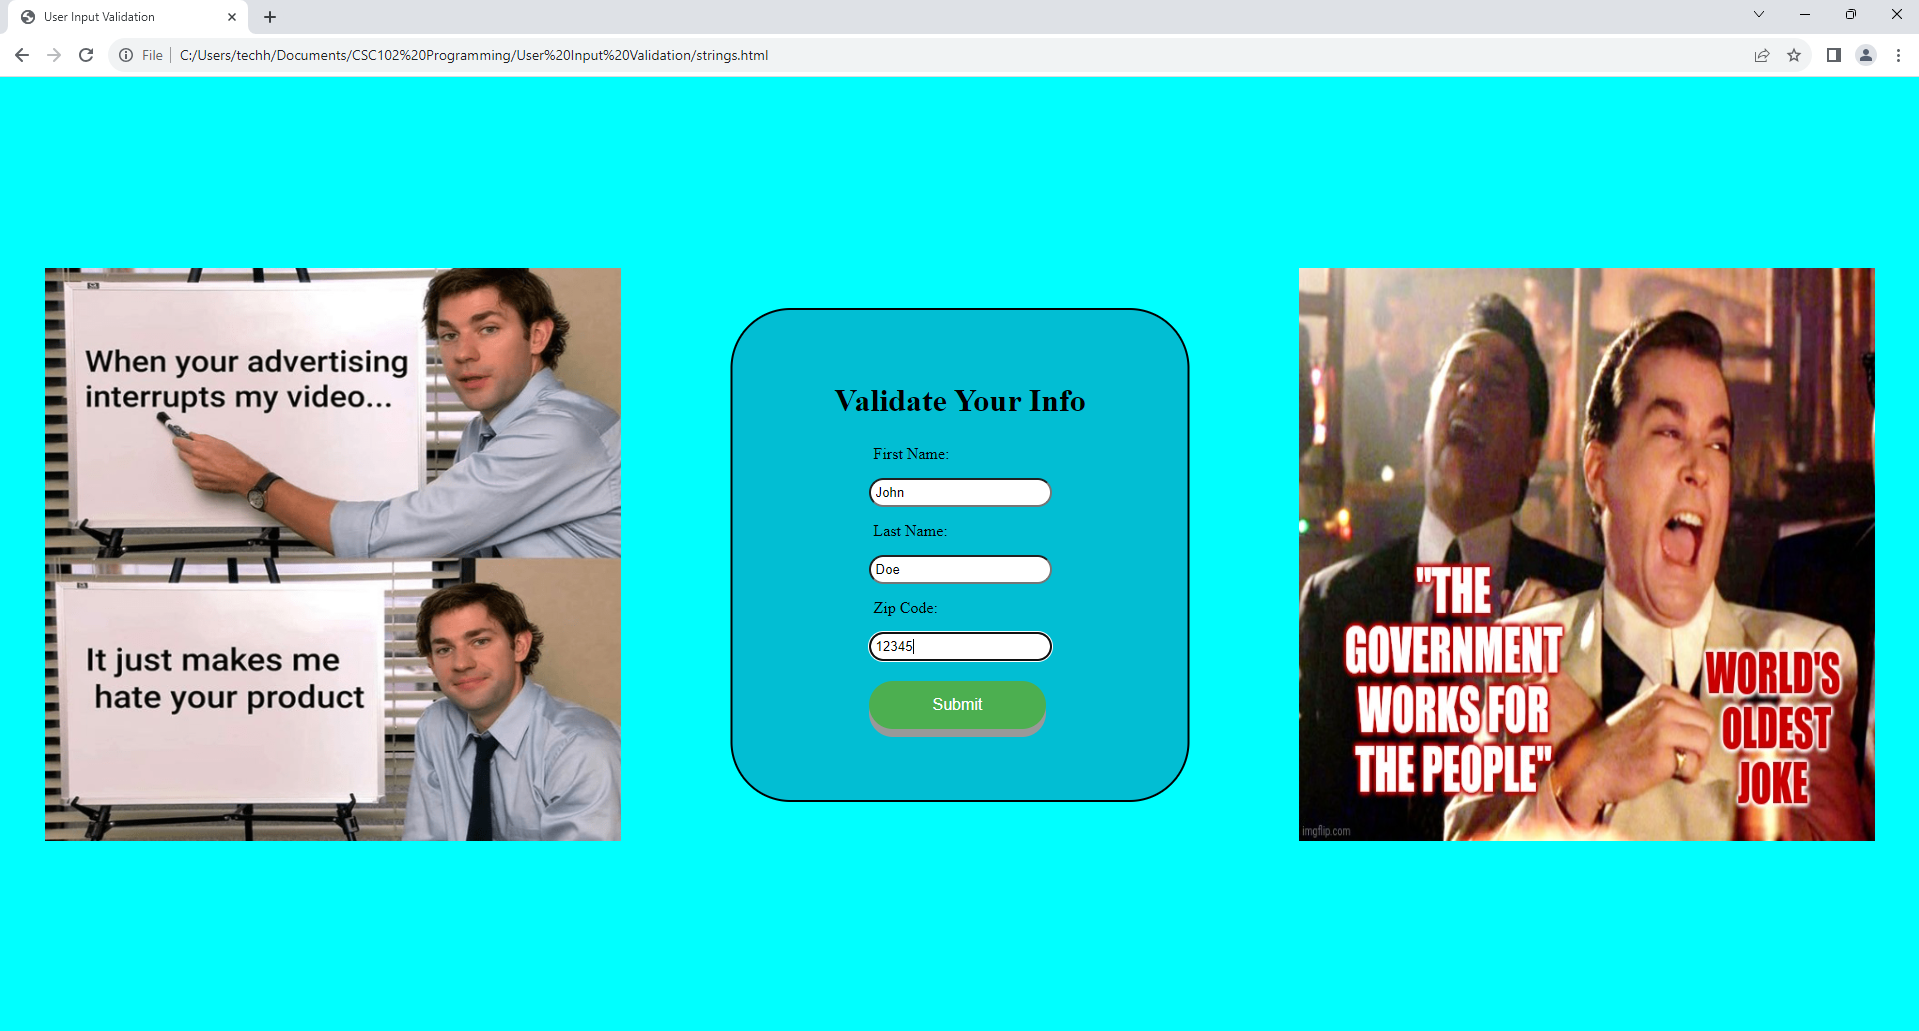 User Input Validation
File
C:/Users/techh/Documents/CSC102%20Programming/User%20Input%20Validation/strings.html
When your advertising
interrupts my video...
It just makes me
hate your product
Validate Your Info
First Name:
John
Last Name:
Doe
Zip Code:
12345
Submit
"THE
GOVERNMENT
WORKS FOR
THE PEOPLE"
WORLD'S
OLDEST
JOKE
imgflip.com